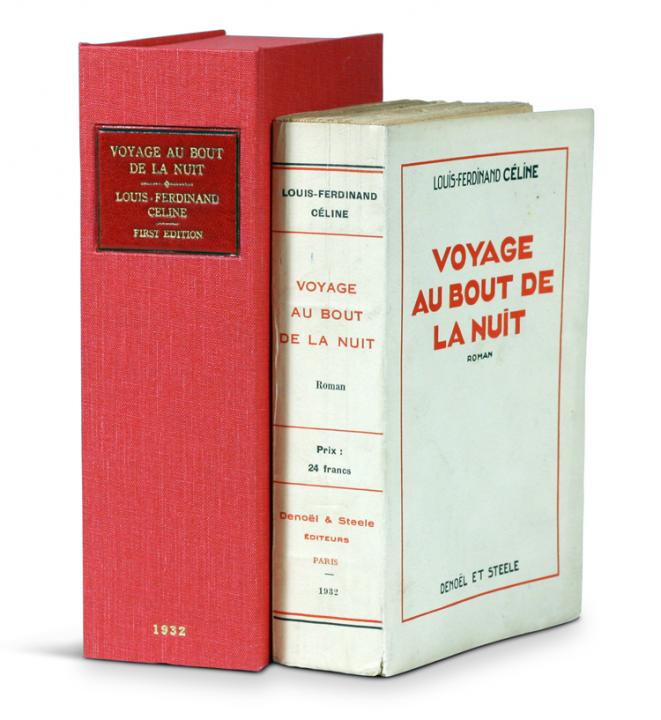 VOYAGE AU BOUT
DE LA NUIT
LOUIS-FERDINAND
CELINE
FIRST EDITION
1932
LOUIS-FERDINAND
CÉLINE
VOYAGE
AU BOUT
DE LA NUIT
Roman
Prix :
24 francs
Denoël & Steele
ÉDITEURS
PARIS
1932
LOUIS-FERDINAND CÉLINE
VOYAGE
AU BOUT DE
LA NUIT
ROMAN
DENOËL ET STEELE